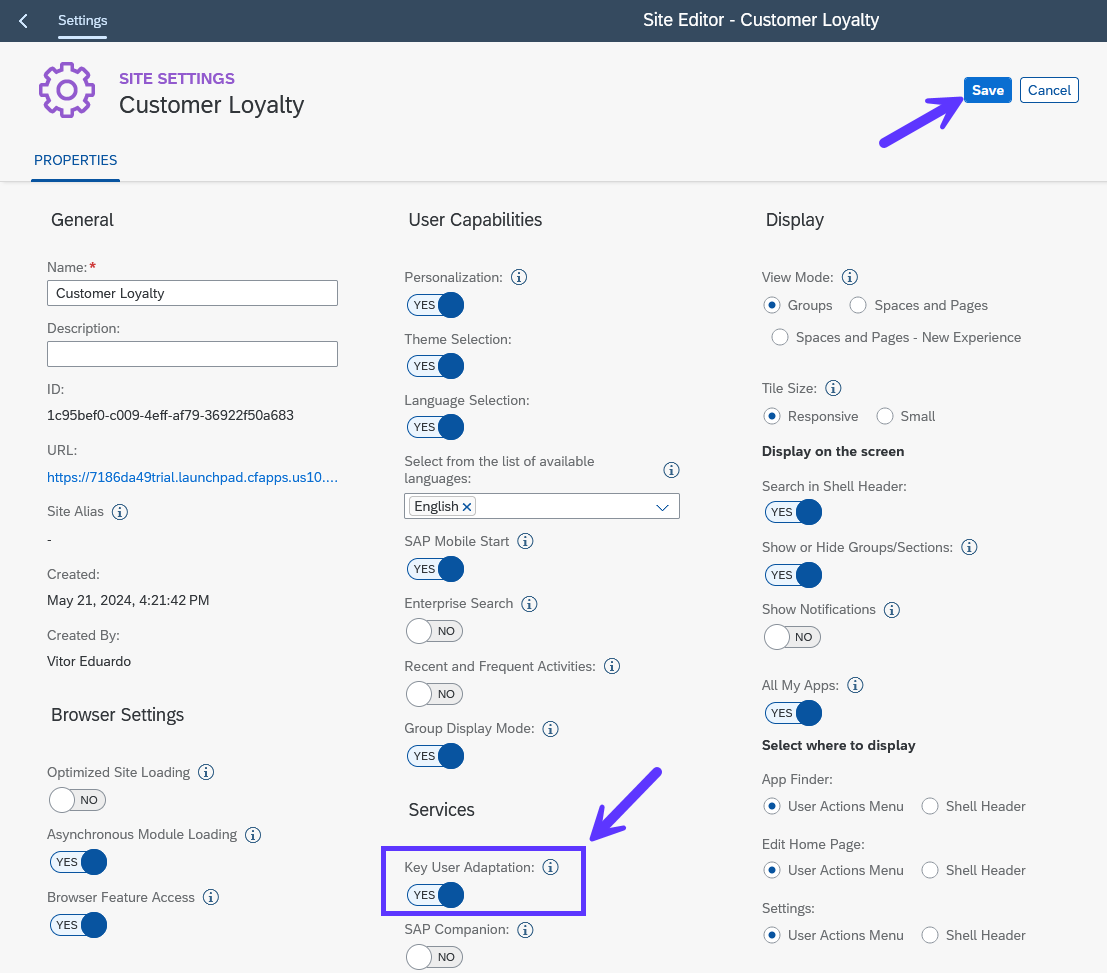 Settings
Site Editor - Customer Loyalty
SITE SETTINGS
Customer Loyalty
Save
Cancel
PROPERTIES
General
Name:*
Customer Loyalty
Description:
ID:
1c95bef0-c009-4eff-af79-36922f50a683
URL:
https://7186da49trial.launchpad.cfapps.us10....
Site Alias
-
Created:
May 21, 2024, 4:21:42 PM
Created By:
Vitor Eduardo
Browser Settings
Optimized Site Loading
NO
Asynchronous Module Loading
YES
Browser Feature Access
YES
User Capabilities
Personalization:
YES
Theme Selection:
YES
Language Selection:
YES
Select from the list of available
languages:
English
SAP Mobile Start
YES
Enterprise Search
NO
Recent and Frequent Activities:
NO
Group Display Mode:
YES
Services
Key User Adaptation:
YES
SAP Companion:
NO
Display
View Mode:
Groups Spaces and Pages
Spaces and Pages - New Experience
Tile Size:
Responsive Small
Display on the screen
Search in Shell Header:
YES
Show or Hide Groups/Sections:
YES
Show Notifications
NO
All My Apps:
YES
Select where to display
App Finder:
User Actions Menu Shell Header
Edit Home Page:
User Actions Menu Shell Header
Settings:
User Actions Menu Shell Header